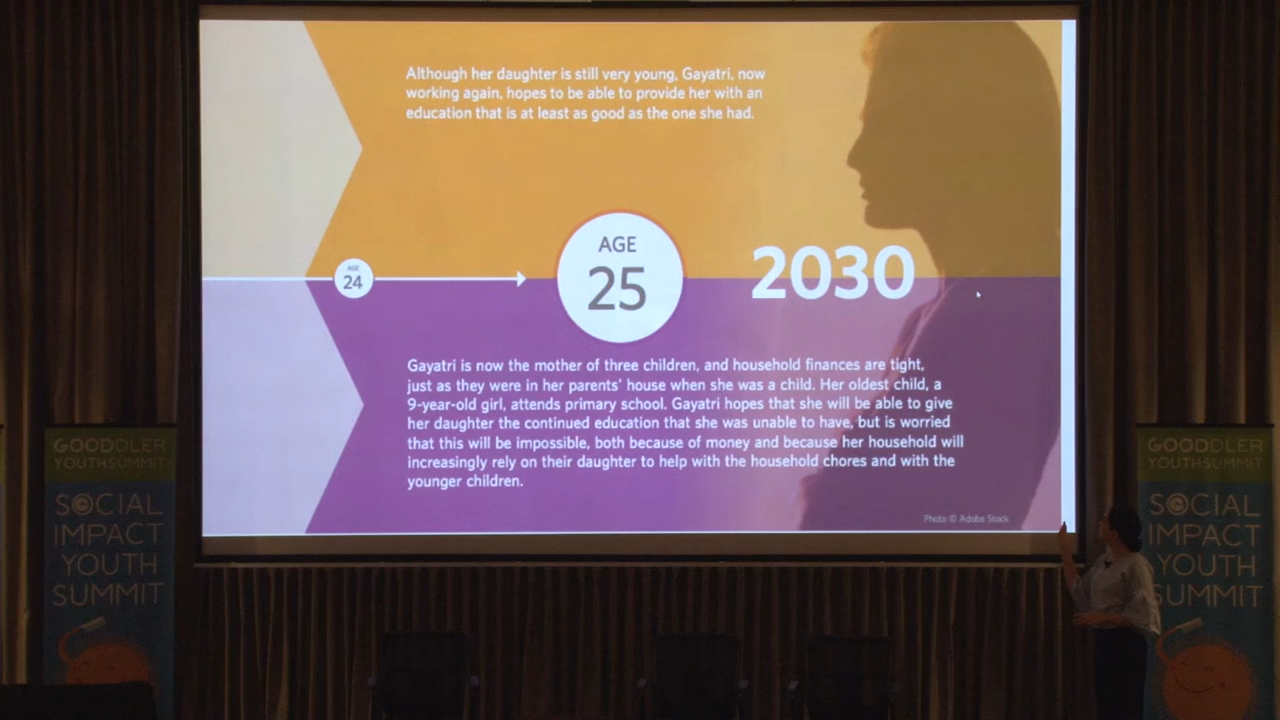 Although her daughter is still very young, Gayatri, now
working again, hopes to be able to provide her with an
education that is at least as good as the one she had.
AGE
24
AGE
25
2030
Gayatri is now the mother of three children, and household finances are tight,
just as they were in her parents' house when she was a child. Her oldest child, a
9-year-old girl, attends primary school. Gayatri hopes that she will be able to give
her daughter the continued education that she was unable to have, but is worried
that this will be impossible, both because of money and because her household will
increasingly rely on their daughter to help with the household chores and with the
younger children.
Photo © Adobe Stock
GOODDLER
YOUTHSUMMIT
SOCIAL
IMPACT
YOUTH
SUMMIT
GOODDLER
YOUTHSUMMIT
SOCIAL
IMPACT
YOUTH
SUMMIT